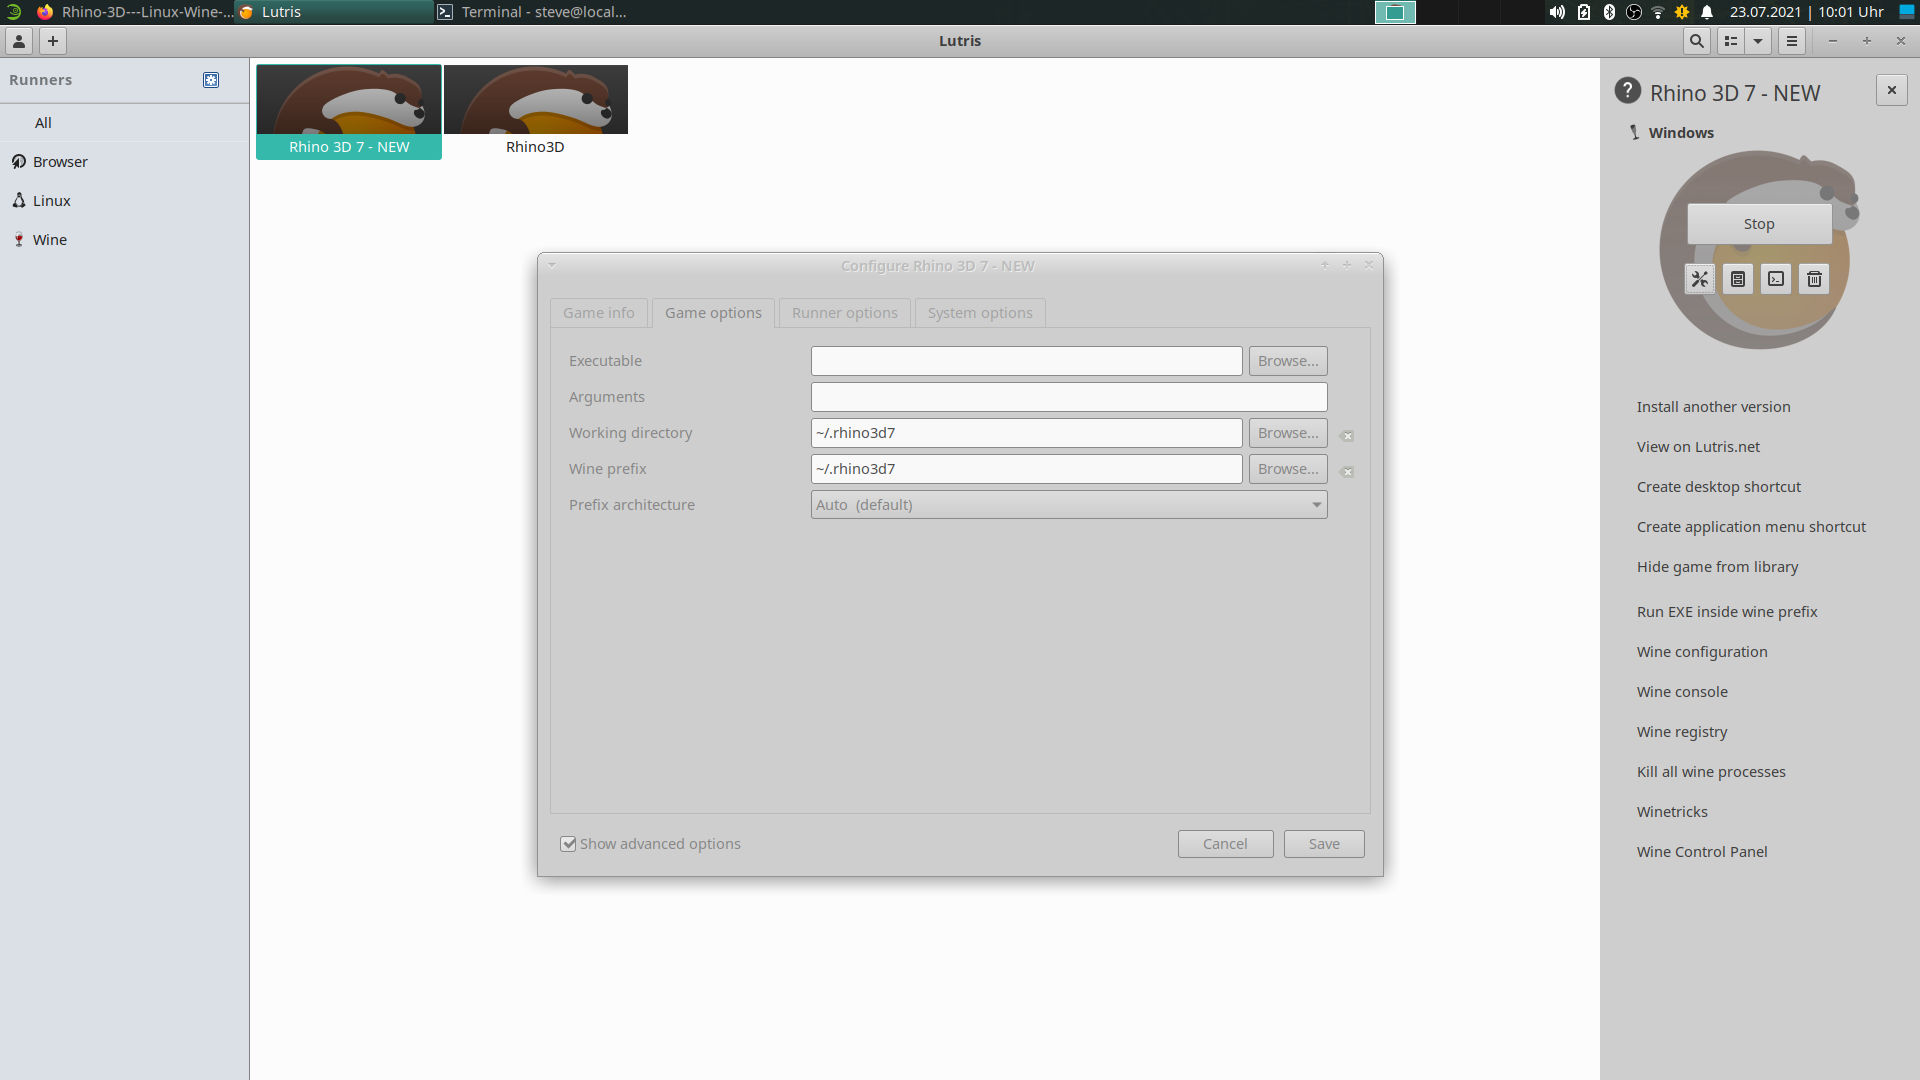 Rhino-3D---Linux-Wine-...
Lutris
Terminal - steve@local...
23.07.2021 | 10:01 Uhr
Lutris
Runners
All
Browser
Linux
Wine
Rhino 3D 7 - NEW
Rhino3D
Configure Rhino 3D 7 - NEW
Game info
Game options
Runner options
System options
Executable
Browse...
Arguments
Working directory
~/.rhino3d7
Browse...
Wine prefix
~/.rhino3d7
Browse...
Prefix architecture
Auto (default)
Show advanced options
Cancel
Save
Rhino 3D 7 - NEW
Windows
Stop
Install another version
View on Lutris.net
Create desktop shortcut
Create application menu shortcut
Hide game from library
Run EXE inside wine prefix
Wine configuration
Wine console
Wine registry
Kill all wine processes
Winetricks
Wine Control Panel